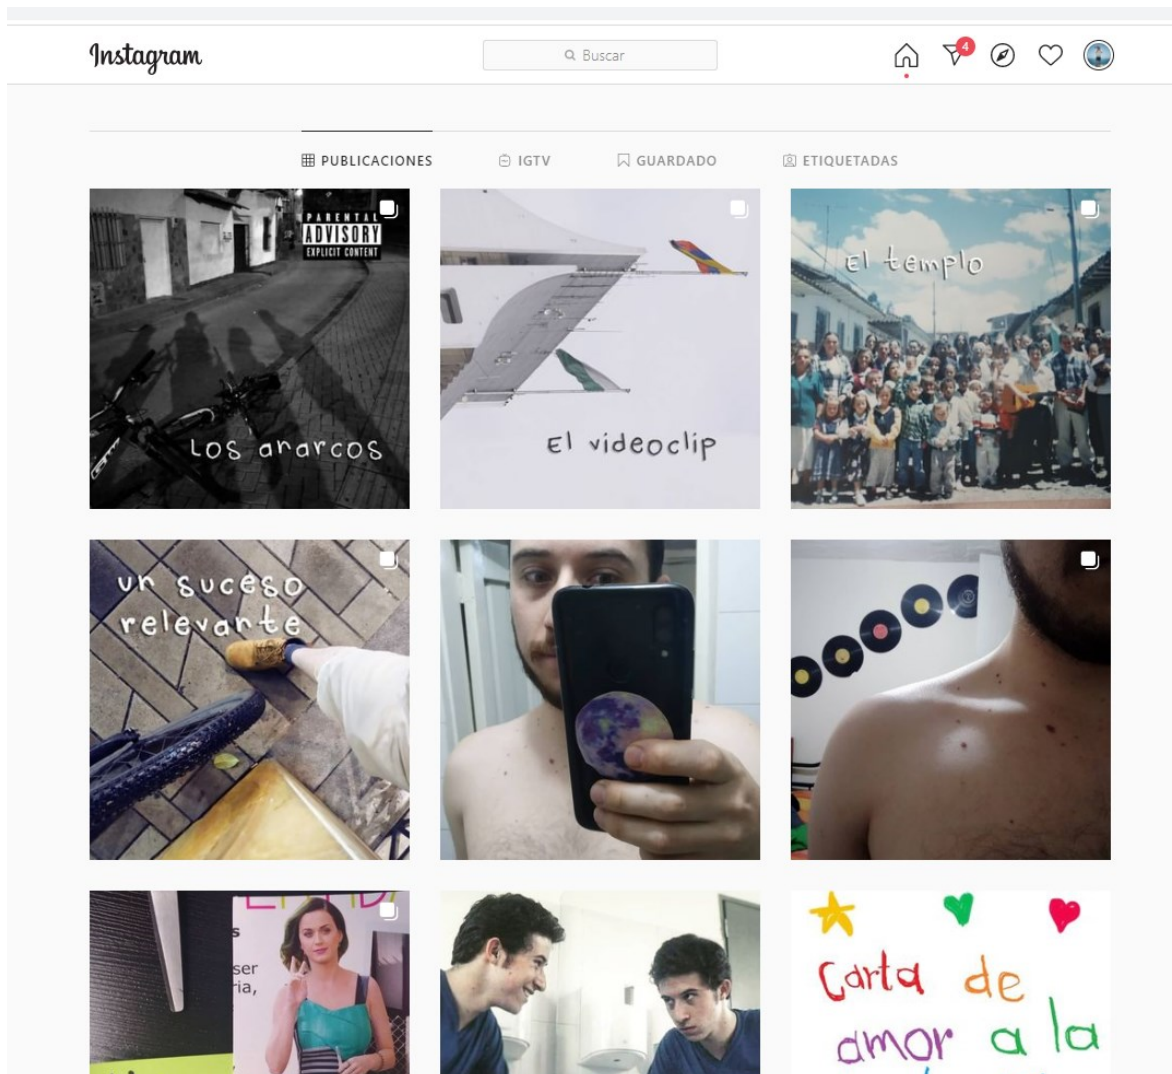 Instagram
Buscar
4
PUBLICACIONES
IGTV
GUARDADO
ETIQUETADAS
PARENTAL
ADVISORY
EXPLICIT CONTENT
Los anarcos
El videoclip
El templo
un suceso
relevante
s
ser
ria,
Carta de
amor a la